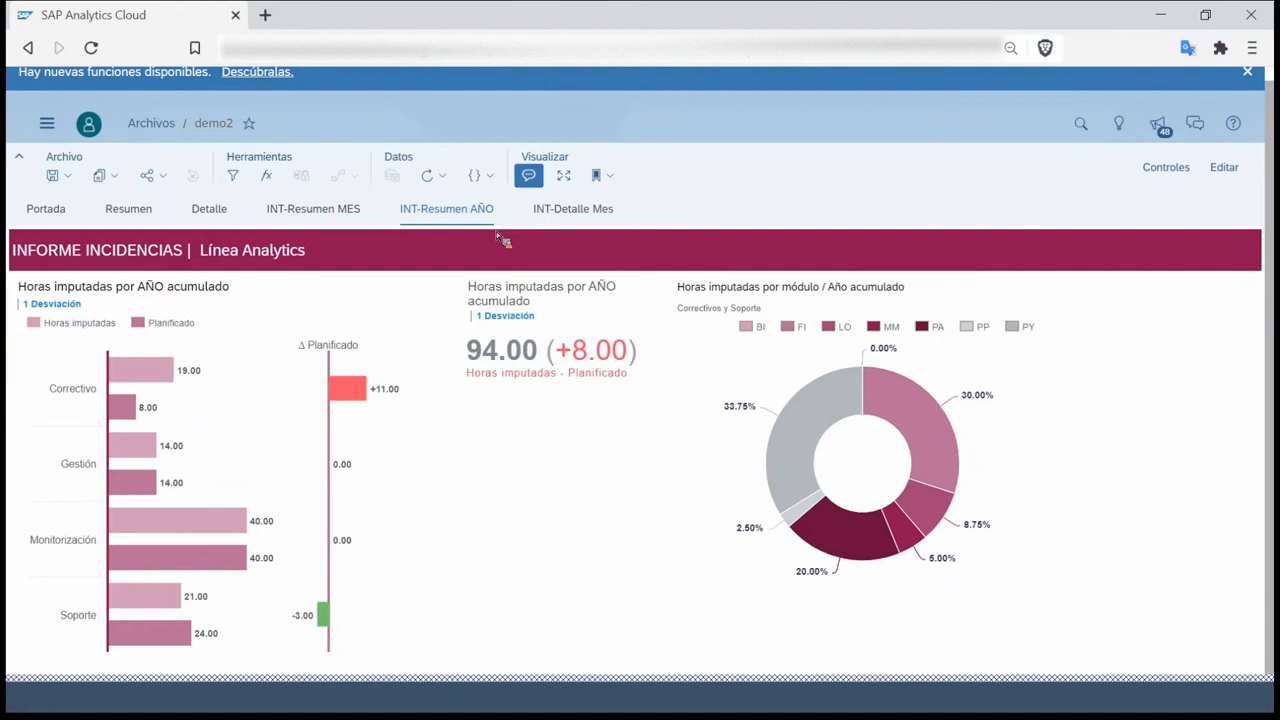 SAP Analytics Cloud
Hay nuevas funciones disponibles. Descúbralas.
Archivos / demo2
48
Archivo
Herramientas
Datos
Visualizar
Controles
Editar
Portada
Resumen
Detalle
INT-Resumen MES
INT-Resumen AÑO
INT-Detalle Mes
INFORME INCIDENCIAS | Línea Analytics
Horas imputadas por AÑO acumulado
1 Desviación
Horas imputadas
Planificado
Δ Planificado
Correctivo
19.00
8.00
+11.00
Gestión
14.00
14.00
0.00
Monitorización
40.00
40.00
0.00
Soporte
21.00
24.00
-3.00
Horas imputadas por AÑO
acumulado
1 Desviación
94.00 (+8.00)
Horas imputadas - Planificado
Horas imputadas por módulo / Año acumulado
Correctivos y Soporte
BI FI LO MM PA PP PY
0.00%
30.00%
8.75%
5.00%
20.00%
2.50%
33.75%